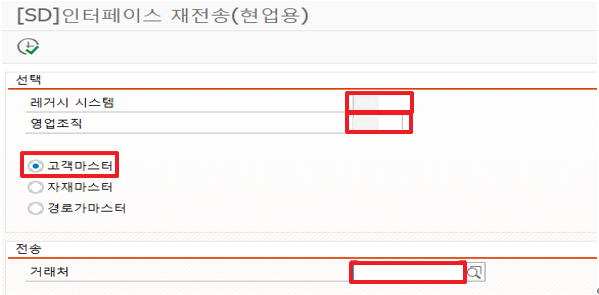 [SD]인터페이스 재전송(현업용)
선택
레거시 시스템
영업조직
고객마스터
자재마스터
경로가마스터
전송
거래처